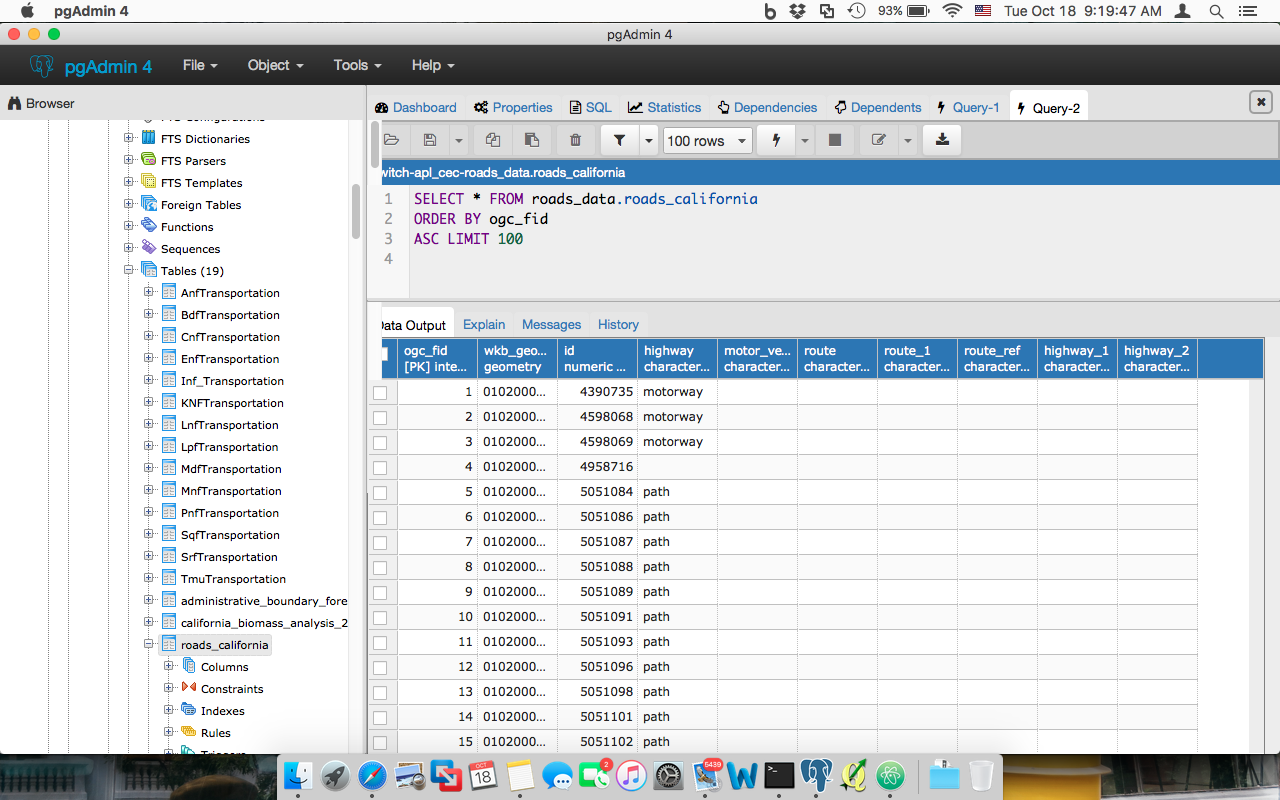 pgAdmin 4
93%
Tue Oct 18 9:19:47 AM
pgAdmin 4
pgAdmin 4
File
Object
Tools
Help
Browser
FTS Dictionaries
FTS Parsers
FTS Templates
Foreign Tables
Functions
Sequences
Tables (19)
AnfTransportation
BdfTransportation
CnfTransportation
EnfTransportation
Inf_Transportation
KNFTransportation
LnfTransportation
LpfTransportation
MdfTransportation
MnfTransportation
PnfTransportation
SqfTransportation
SrfTransportation
TmuTransportation
administrative_boundary_fore
california_biomass_analysis_2
roads_california
Columns
Constraints
Indexes
Rules
Dashboard
Properties
SQL
Statistics
Dependencies
Dependents
Query-1
Query-2
100 rows
witch-apl_cec-roads_data.roads_california
1 SELECT * FROM roads_data.roads_california
2 ORDER BY ogc_fid
3 ASC LIMIT 100
4
Data Output
Explain
Messages
History
ogc_fid wkb_geo... id highway motor_ve... route route_1 route_ref highway_1 highway_2
[PK] inte... geometry numeric ... character... character... character... character... character... character... character...
1 0102000... 4390735 motorway
2 0102000... 4598068 motorway
3 0102000... 4598069 motorway
4 0102000... 4958716
5 0102000... 5051084 path
6 0102000... 5051086 path
7 0102000... 5051087 path
8 0102000... 5051088 path
9 0102000... 5051089 path
10 0102000... 5051091 path
11 0102000... 5051093 path
12 0102000... 5051096 path
13 0102000... 5051098 path
14 0102000... 5051101 path
15 0102000... 5051102 path
OCT
18
2
5439